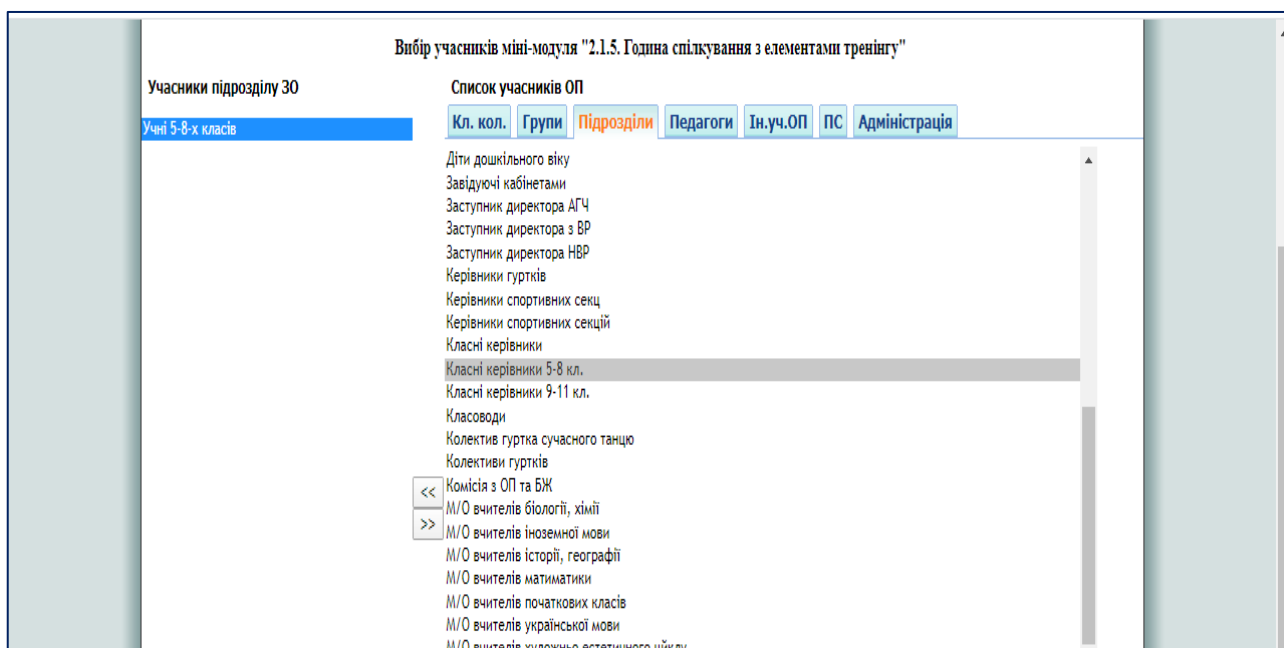 Вибір учасників міні-модуля "2.1.5. Година спілкування з елементами тренінгу"
Учасники підрозділу ЗО
Список учасників ОП
Учні 5-8-х класів
Кл. кол. Групи Підрозділи Педагоги Ін.уч.ОП ПС Адміністрація
Діти дошкільного віку
Завідуючі кабінетами
Заступник директора АГЧ
Заступник директора з ВР
Заступник директора НВР
Керівники гуртків
Керівники спортивних секц
Керівники спортивних секцій
Класні керівники
Класні керівники 5-8 кл.
Класні керівники 9-11 кл.
Класоводи
Колектив гуртка сучасного танцю
Колективи гуртків
<<
Комісія з ОП та БЖ
М/О вчителів біології, хімії
>>
М/О вчителів іноземної мови
М/О вчителів історії, географії
М/О вчителів матиматики
М/О вчителів початкових класів
М/О вчителів української мови
М/О вчителів художньо естетичного циклу